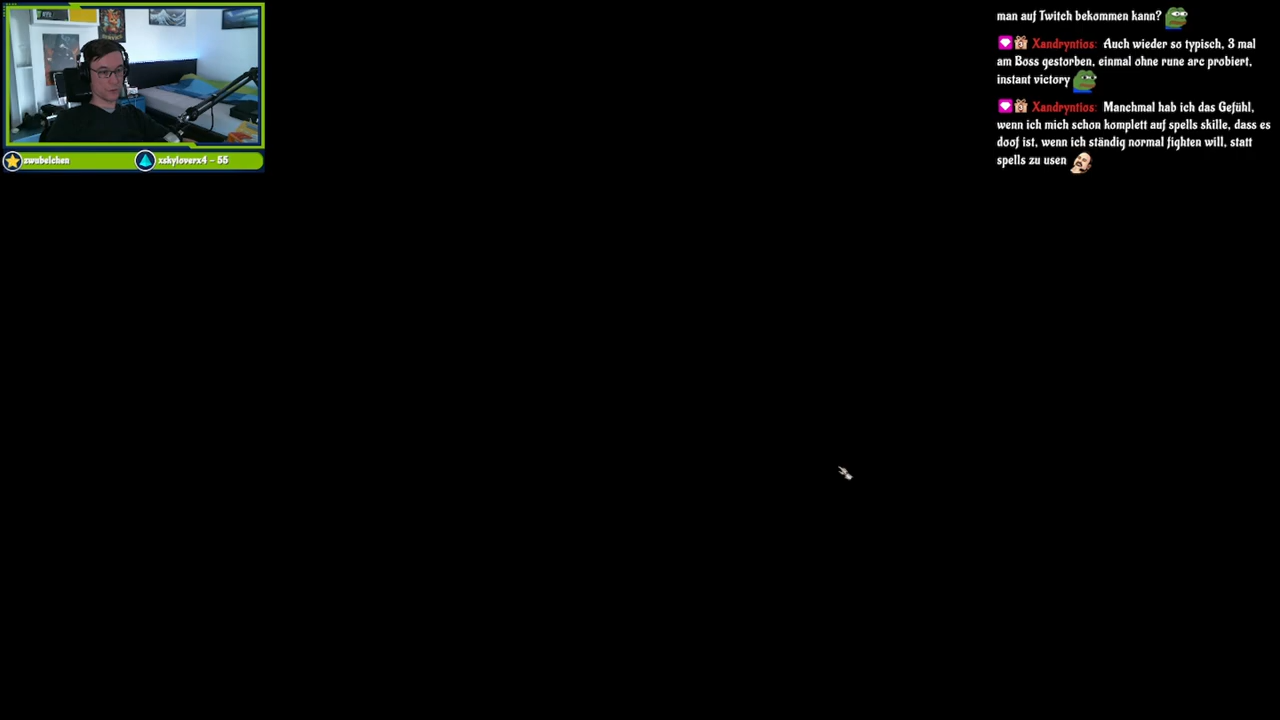 man auf Twitch bekommen kann?
Xandryntios: Auch wieder so typisch, 3 mal
am Boss gestorben, einmal ohne rune arc probiert,
instant victory
Xandryntios: Manchmal hab ich das Gefühl,
wenn ich mich schon komplett auf spells skille, dass es
doof ist, wenn ich ständig normal fighten will, statt
spells zu usen
zwubelchen
xskyloverx4 - 55